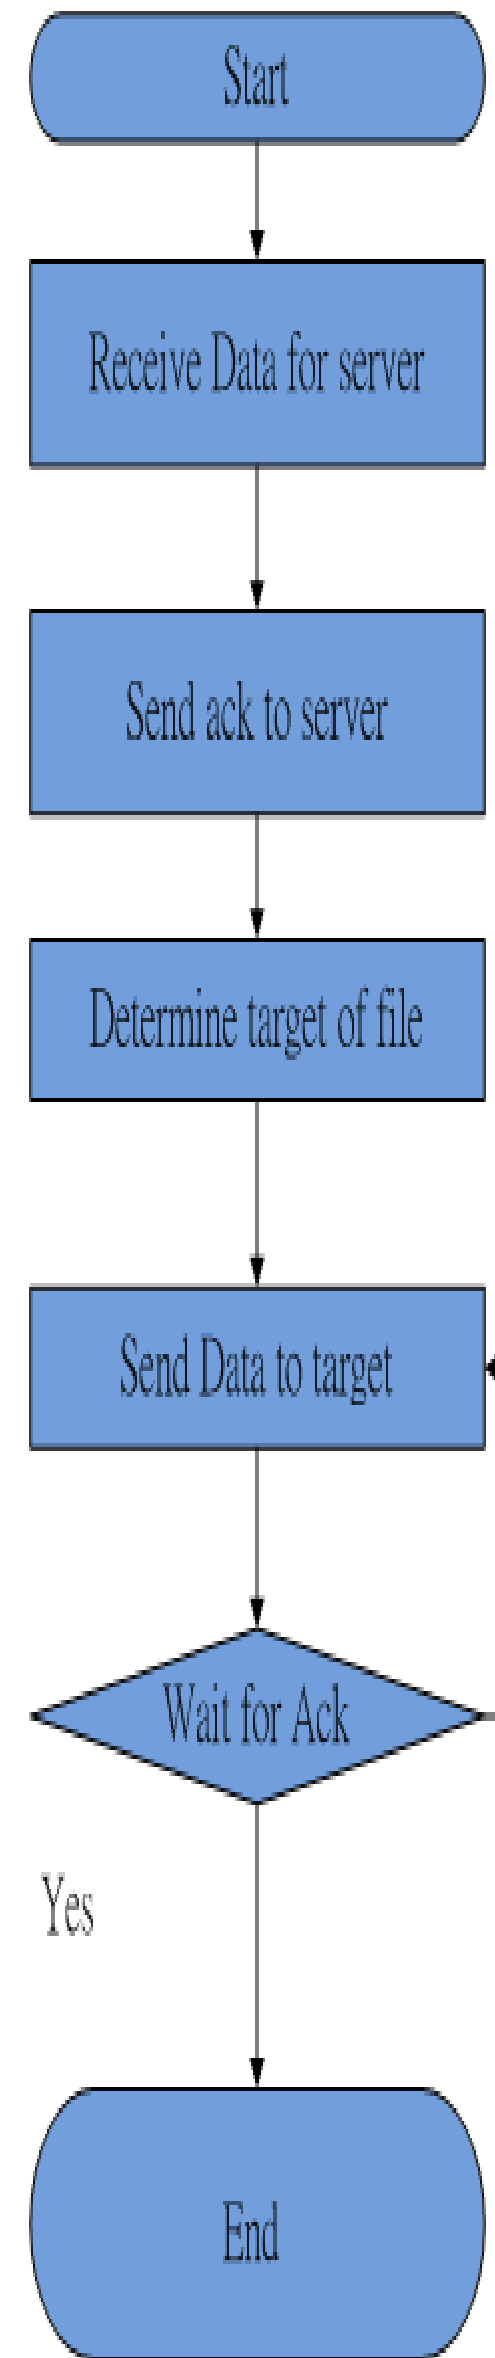 Start
Receive Data for server
Send ack to server
Determine target of file
Send Data to target
Wait for Ack
Yes
End